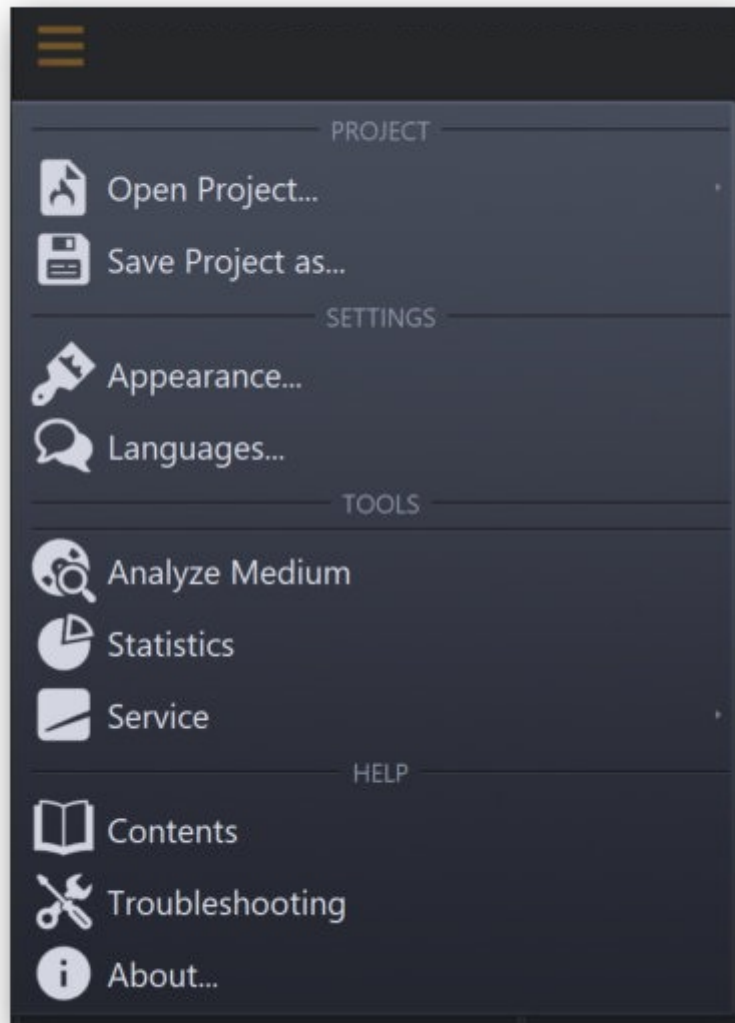 PROJECT
Open Project...
Save Project as...
SETTINGS
Appearance...
Languages...
TOOLS
Analyze Medium
Statistics
Service
HELP
Contents
Troubleshooting
About...